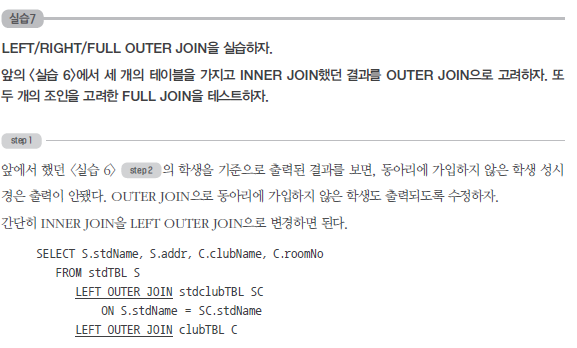 실습7
LEFT/RIGHT/FULL OUTER JOIN을 실습하자.
앞의 〈실습 6〉에서 세 개의 테이블을 가지고 INNER JOIN했던 결과를 OUTER JOIN으로 고려하자. 또
두 개의 조인을 고려한 FULL JOIN을 테스트하자.
step 1
앞에서 했던 〈실습 6〉 step 2 의 학생을 기준으로 출력된 결과를 보면, 동아리에 가입하지 않은 학생 성시
경은 출력이 안됐다. OUTER JOIN으로 동아리에 가입하지 않은 학생도 출력되도록 수정하자.
간단히 INNER JOIN을 LEFT OUTER JOIN으로 변경하면 된다.
SELECT S.stdName, S.addr, C.clubName, C.roomNo
FROM stdTBL S
LEFT OUTER JOIN stdclubTBL SC
ON S.stdName = SC.stdName
LEFT OUTER JOIN clubTBL C